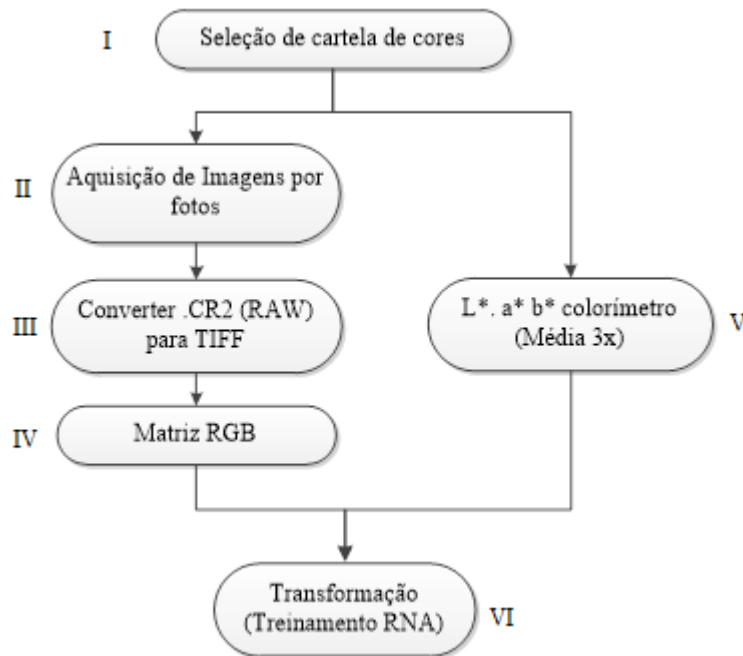 I
Seleção de cartela de cores
II
Aquisição de Imagens por
fotos
III
Converter .CR2 (RAW)
para TIFF
L*. a* b* colorímetro
(Média 3x)
V
IV
Matriz RGB
Transformação
(Treinamento RNA)
VI